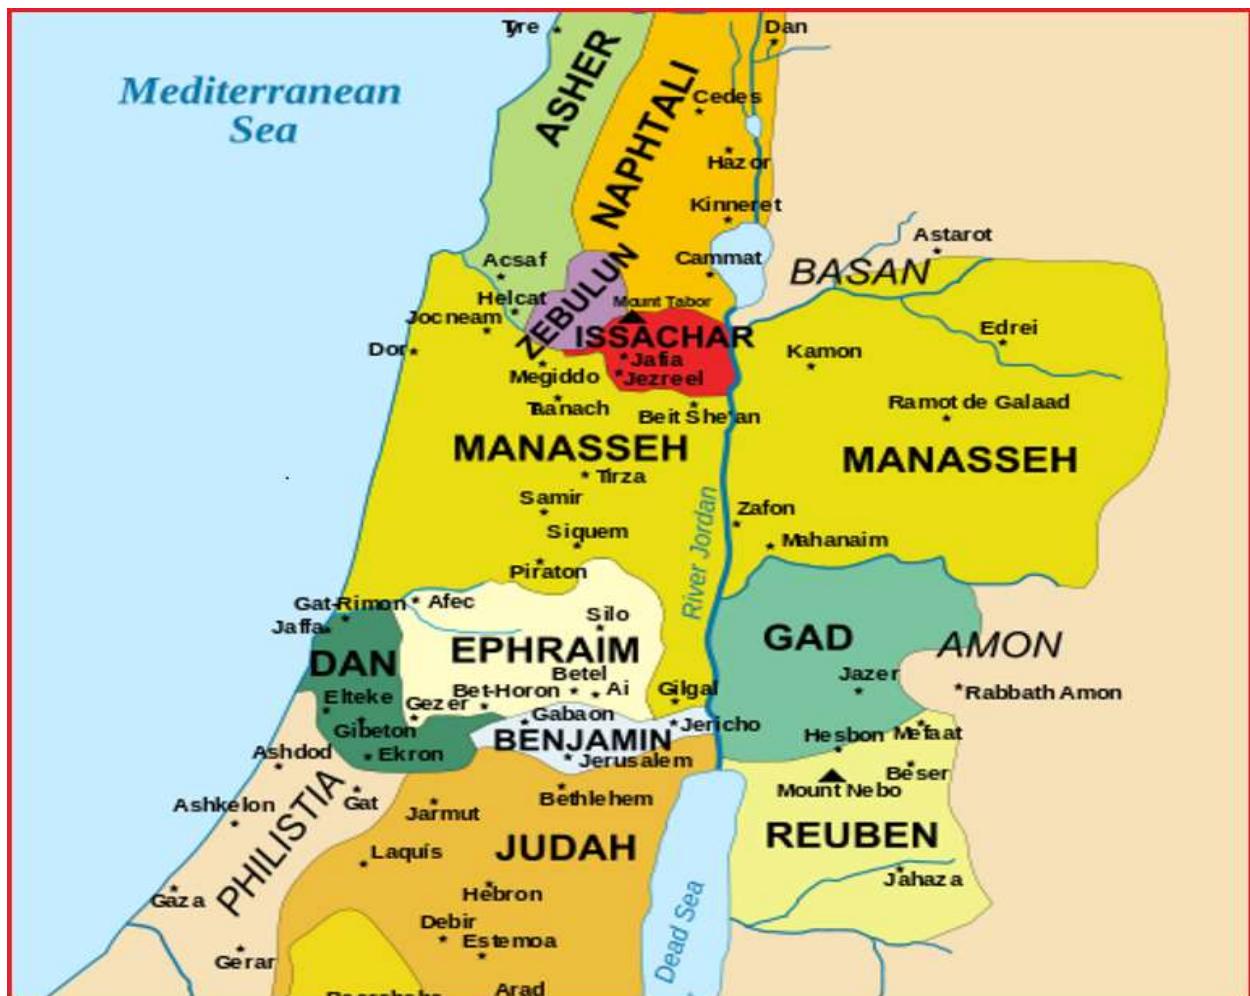 Tyre
Dan
ASHER
NAPHTALI
Mediterranean
Sea
Cedes
Hazor
Kinneret
Astarot
Acsaf
Cammat
BASAN
ZEBULUN
Helcat
Mount Tabor
Jocneam
ISSACHAR
Edrei
Dor
Jafia
Kamon
Megiddo
Jezreel
Taanach
Beit She'an
Ramot de Galaad
MANASSEH
MANASSEH
Tirza
Samir
River Jordan
Zafon
Siquem
Mahanaim
Piraton
Gat-Rimon
Afec
Silo
Jaffa
GAD
AMON
DAN
EPHRAIM
Betel
Jazer
Elteke
Bet-Horon
Ai
Gilgal
Rabbath Amon
Gezer
Gabaon
Jericho
Gibeton
BENJAMIN
Hesbon
Mefaat
Ashdod
Ekron
Jerusalem
Beser
Mount Nebo
Ashkelon
Gat
Jarmut
Bethlehem
PHILISTIA
REUBEN
Laquís
JUDAH
Jahaza
Gaza
Hebron
Debir
Estemoa
Dead Sea
Gerar
Arad